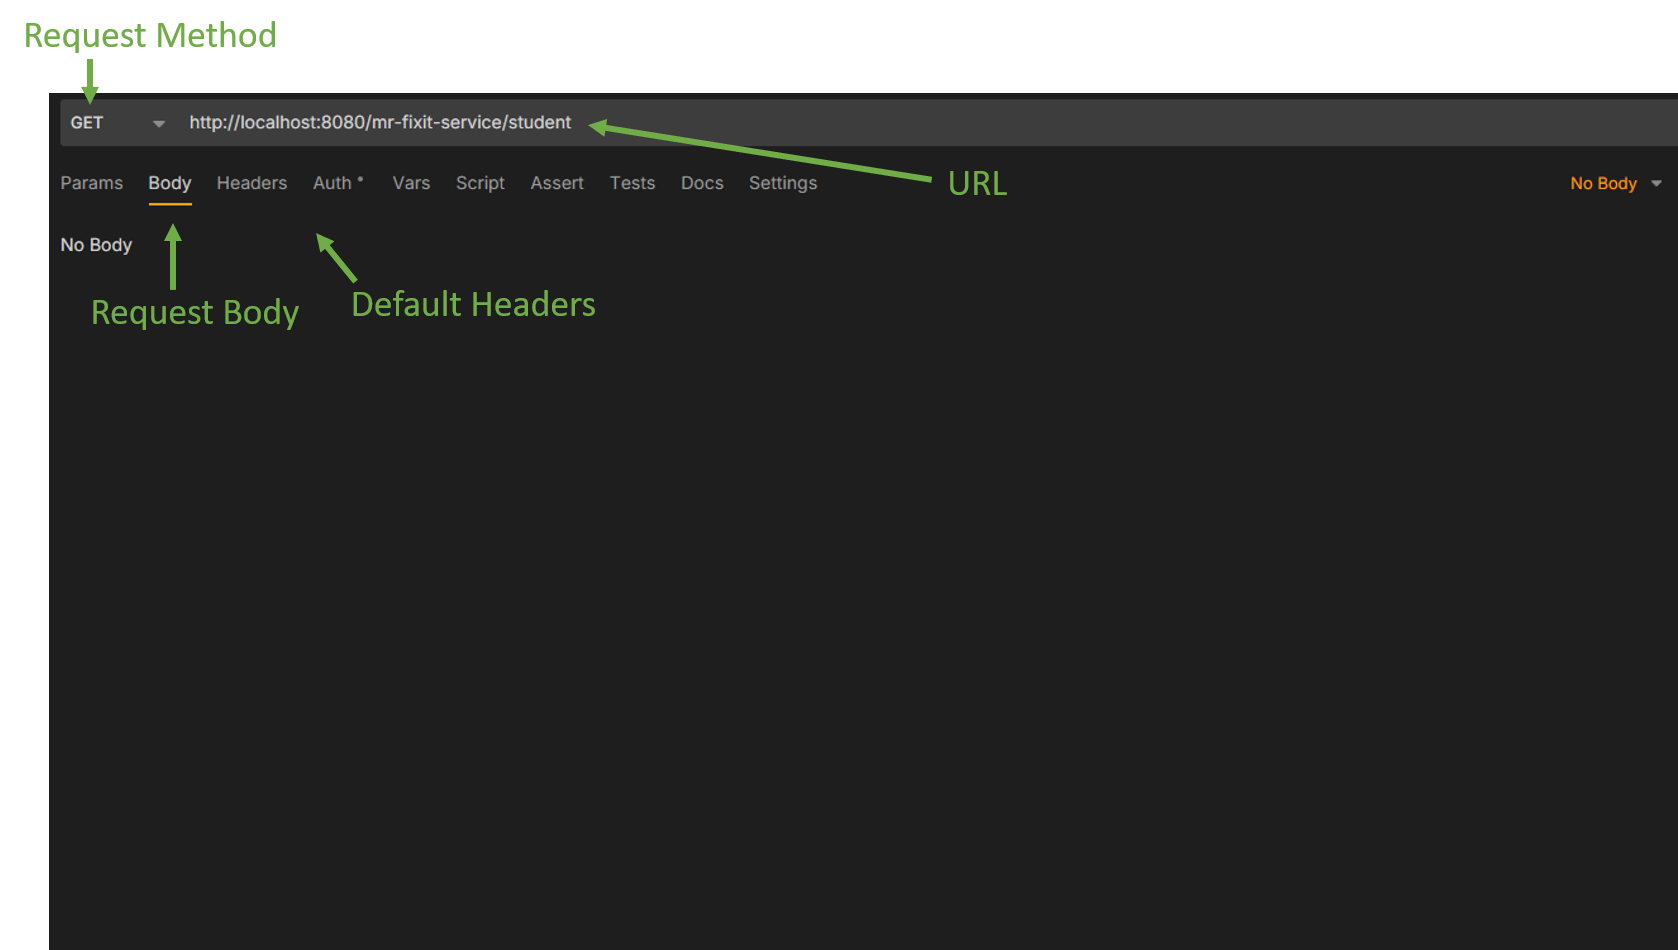 Request Method
GET http://localhost:8080/mr-fixit-service/student
Params Body Headers Auth Vars Script Assert Tests Docs Settings No Body
URL
No Body
Request Body
Default Headers